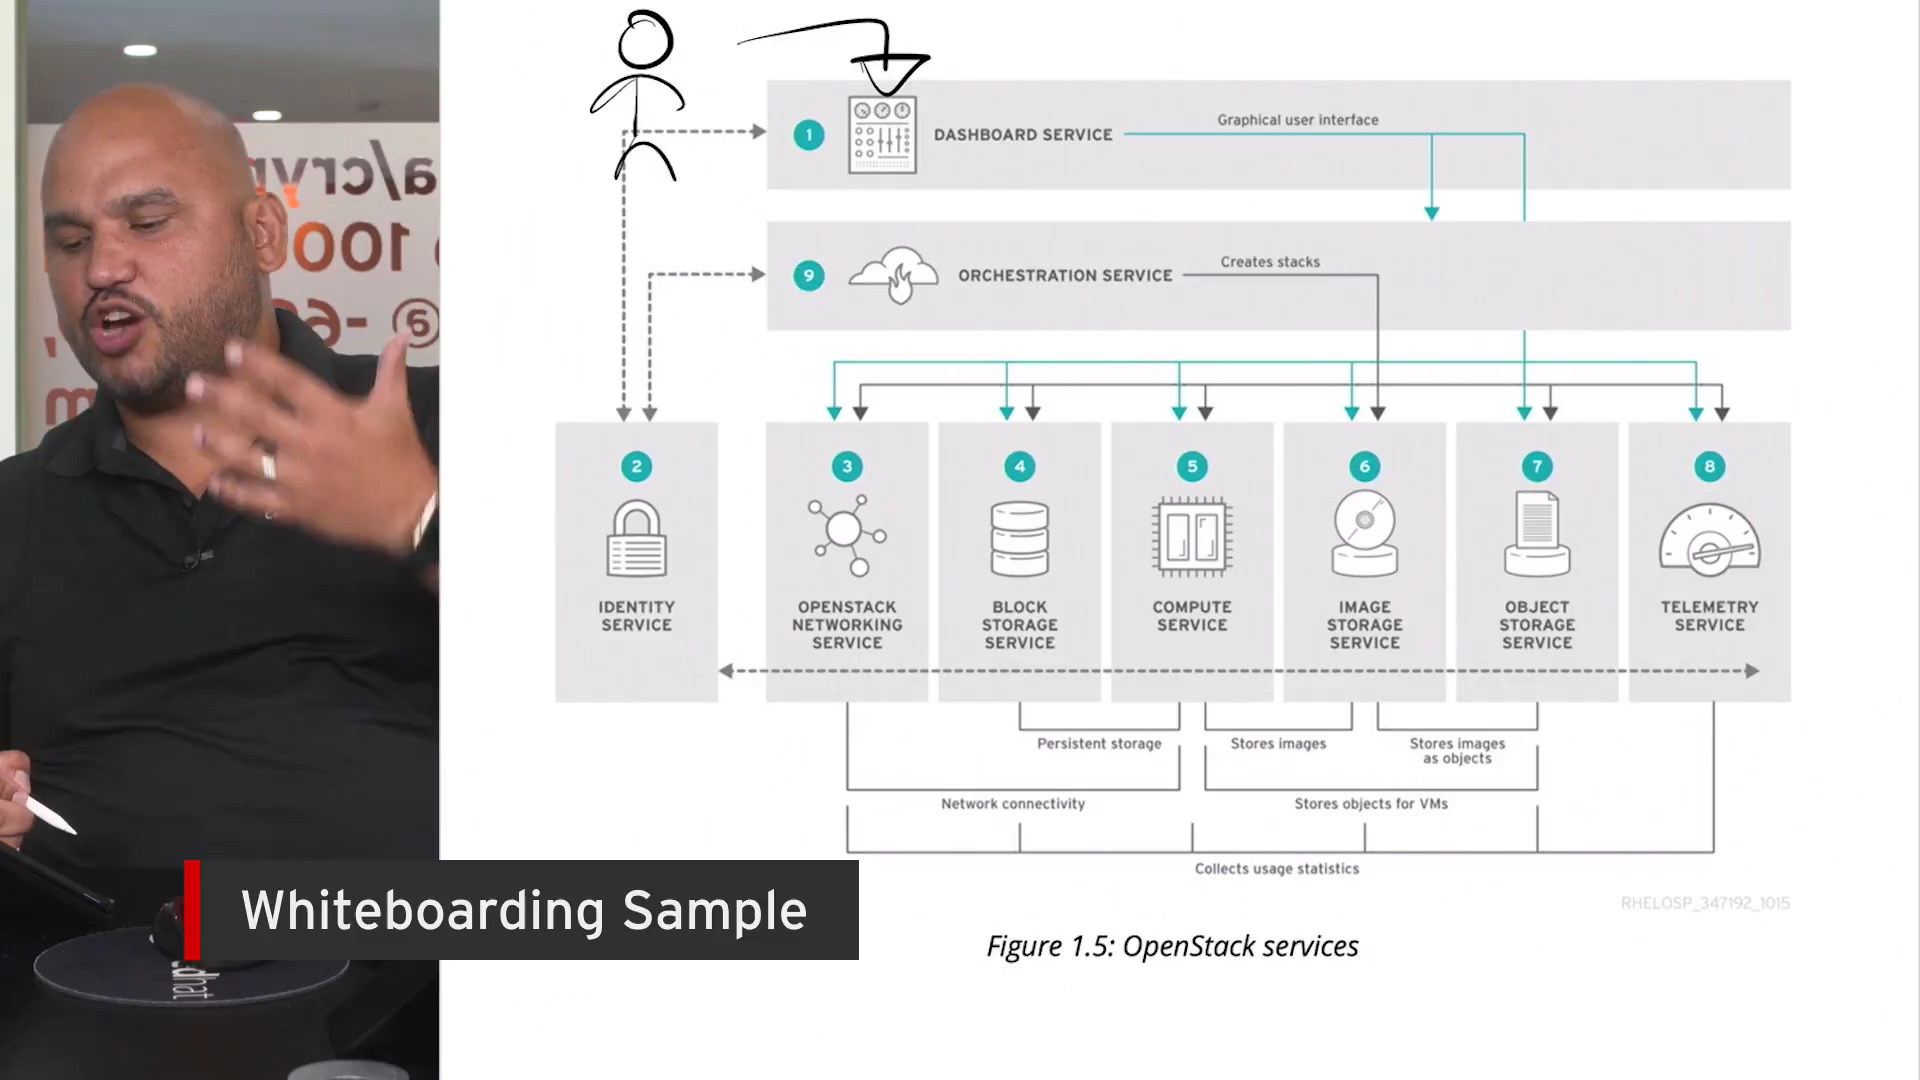 1
DASHBOARD SERVICE
Graphical user interface
9
ORCHESTRATION SERVICE
Creates stacks
2
IDENTITY
SERVICE
3
OPENSTACK
NETWORKING
SERVICE
4
BLOCK
STORAGE
SERVICE
5
COMPUTE
SERVICE
6
IMAGE
STORAGE
SERVICE
7
OBJECT
STORAGE
SERVICE
8
TELEMETRY
SERVICE
Persistent storage
Stores images
Stores images
as objects
Network connectivity
Stores objects for VMs
Collects usage statistics
RHELOSP_347192_1015
Figure 1.5: OpenStack services
Whiteboarding Sample